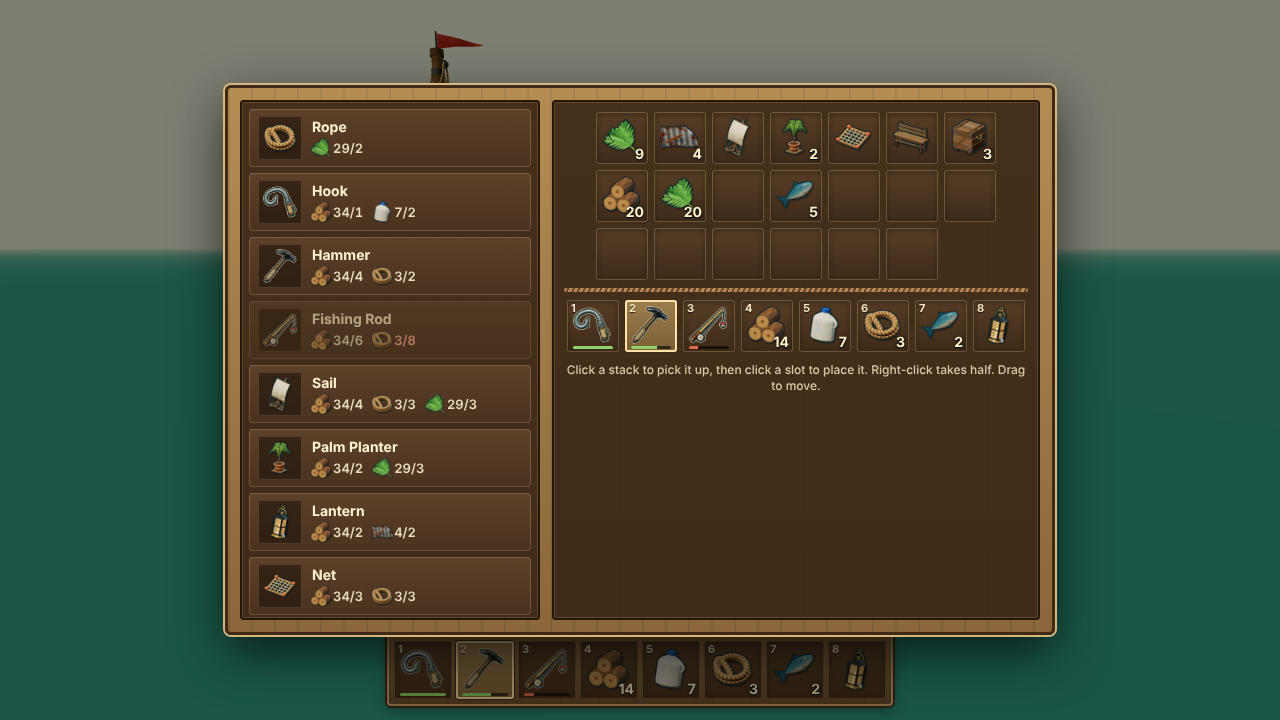 Rope
29/2
Hook
34/1 7/2
Hammer
34/4 3/2
Fishing Rod
34/6 3/8
Sail
34/4 3/3 29/3
Palm Planter
34/2 29/3
Lantern
34/2 4/2
Net
34/3 3/3
9 4 2 3
20 20 5
1 2 3 4 5 6 7 8
14 7 3 2
Click a stack to pick it up, then click a slot to place it. Right-click takes half. Drag
to move.
1 2 3 4 5 6 7 8
14 7 3 2